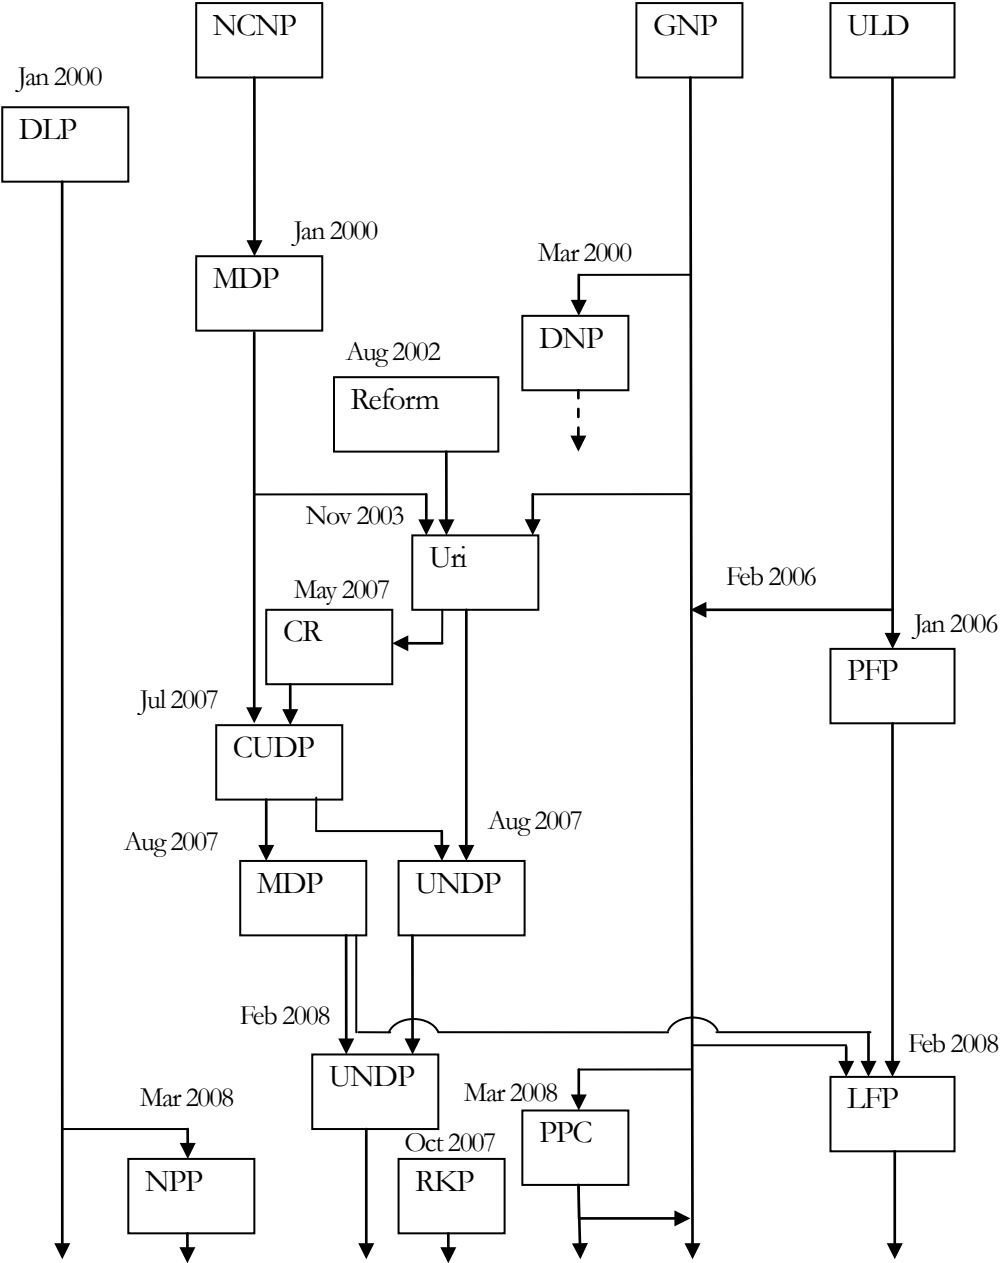 NCNP
GNP
ULD
Jan 2000
DLP
Jan 2000
MDP
Mar 2000
DNP
Aug 2002
Reform
Nov 2003
Uri
Feb 2006
May 2007
CR
Jan 2006
PFP
Jul 2007
CUDP
Aug 2007
Aug 2007
MDP
UNDP
Feb 2008
Feb 2008
UNDP
LFP
Mar 2008
Mar 2008
PPC
Oct 2007
NPP
RKP